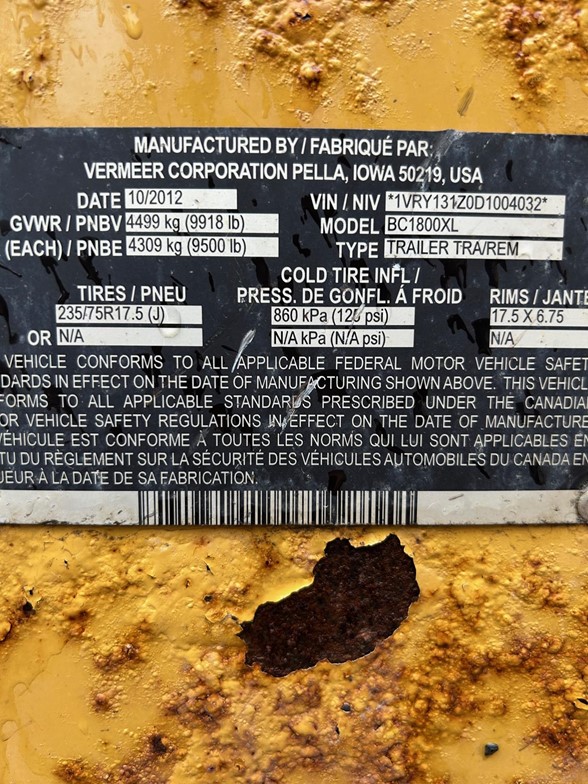 MANUFACTURED BY / FABRIQUÉ PAR:
VERMEER CORPORATION PELLA, IOWA 50219, USA
DATE 10/2012 VIN / NIV *1VRY131Z0D1004032*
GVWR / PNBV 4499 kg (9918 lb) MODEL BC1800XL
(EACH) / PNBE 4309 kg (9500 lb) TYPE TRAILER TRA/REM
COLD TIRE INFL /
TIRES / PNEU PRESS. DE GONFL. Á FROID RIMS / JANTE
235/75R17.5 (J) 860 kPa (125 psi) 17.5 X 6.75
OR N/A N/A kPa (N/A psi) N/A
VEHICLE CONFORMS TO ALL APPLICABLE FEDERAL MOTOR VEHICLE SAFET
DARDS IN EFFECT ON THE DATE OF MANUFACTURING SHOWN ABOVE. THIS VEHICL
FORMS TO ALL APPLICABLE STANDARDS PRESCRIBED UNDER THE CANADIA
OR VEHICLE SAFETY REGULATIONS IN EFFECT ON THE DATE OF MANUFACTURE
VÉHICULE EST CONFORME À TOUTES LES NORMS QUI LUI SONT APPLICABLES EN
TU DU RÈGLEMENT SUR LA SÉCURITÉ DES VÉHICULES AUTOMOBILES DU CANADA EN
UEUR À LA DATE DE SA FABRICATION.